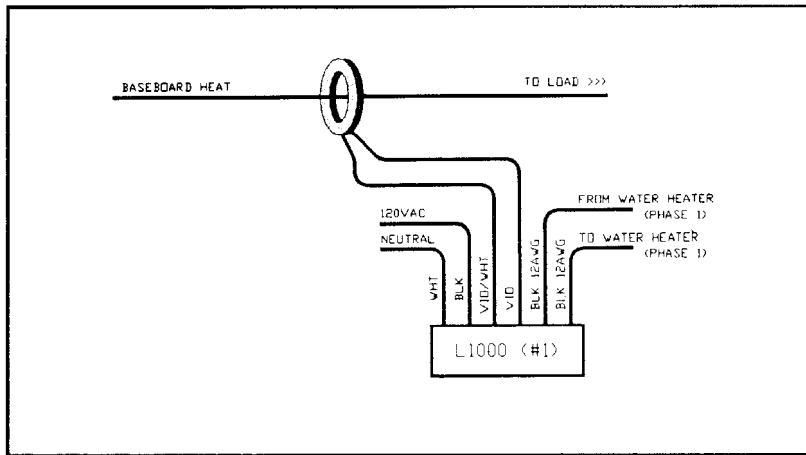 BASEBOARD HEAT
TO LOAD >>>
FROM WATER HEATER
(PHASE 1)
120VAC
NEUTRAL
TO WATER HEATER
(PHASE 1)
WHT
BLK
VIO/WHT
VIO
BLK 12AWG
BLK 12AWG
L1000 (#1)